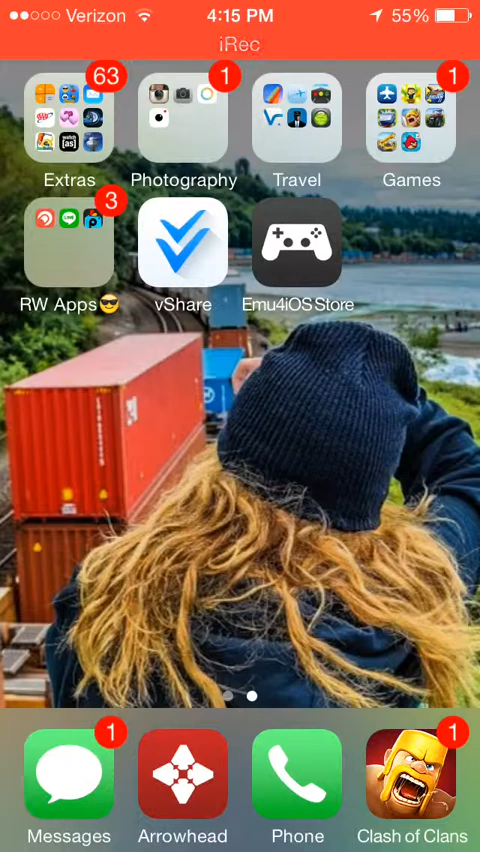 Verizon 4:15 PM 55%
iRec
63 1 1
Extras Photography Travel Games
3
RW Apps😎 vShare Emu4iOS Store
1 1
Messages Arrowhead Phone Clash of Clans